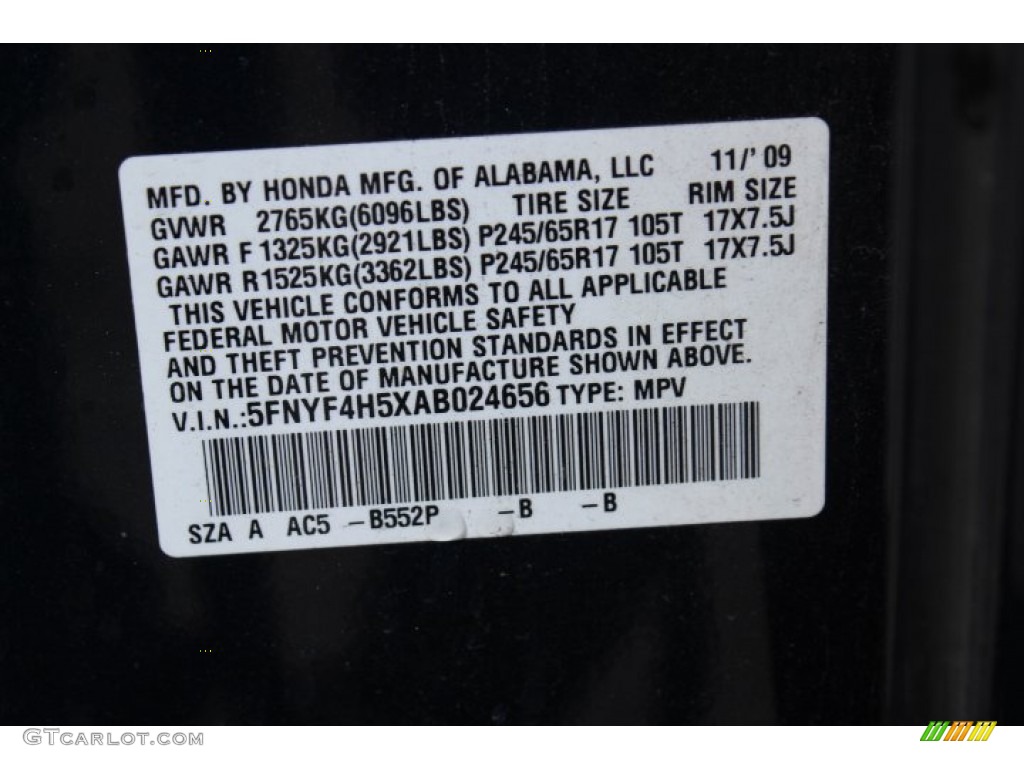 MFD. BY HONDA MFG. OF ALABAMA, LLC 11/' 09
GVWR 2765KG(6096LBS) TIRE SIZE RIM SIZE
GAWR F 1325KG(2921LBS) P245/65R17 105T 17X7.5J
GAWR R1525KG(3362LBS) P245/65R17 105T 17X7.5J
THIS VEHICLE CONFORMS TO ALL APPLICABLE
FEDERAL MOTOR VEHICLE SAFETY
AND THEFT PREVENTION STANDARDS IN EFFECT
ON THE DATE OF MANUFACTURE SHOWN ABOVE.
V.I.N.:5FNYF4H5XAB024656 TYPE: MPV
SZA A AC5 -B552P -B -B
GTCarLot.com